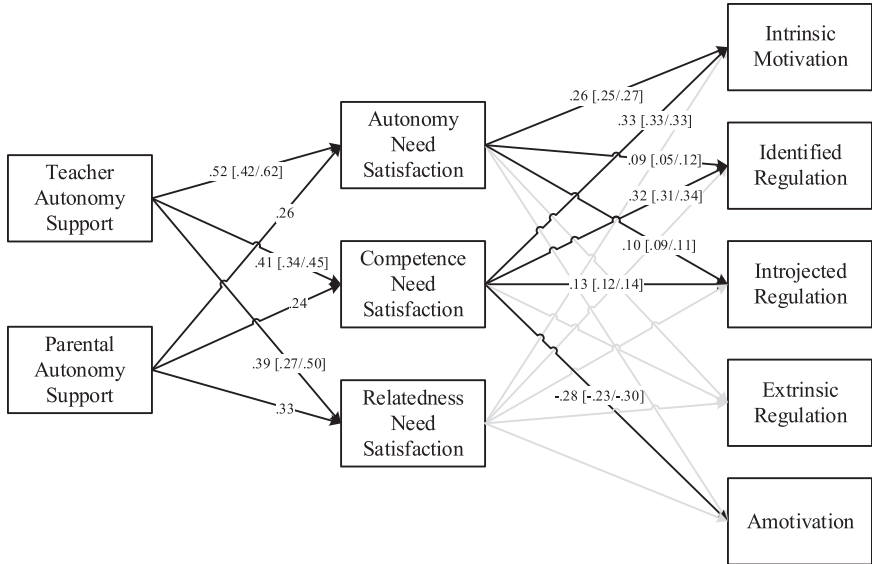 Teacher
Autonomy
Support
Parental
Autonomy
Support
.52 [.42/.62]
.26
.41 [.34/.45]
.24
.39 [.27/.50]
.33
Autonomy
Need
Satisfaction
Competence
Need
Satisfaction
Relatedness
Need
Satisfaction
.26 [.25/.27]
.33 [.33/.33]
.09 [.05/.12]
.32 [.31/.34]
.10 [.09/.11]
.13 [.12/.14]
-.28 [-.23/-.30]
Intrinsic
Motivation
Identified
Regulation
Introjected
Regulation
Extrinsic
Regulation
Amotivation